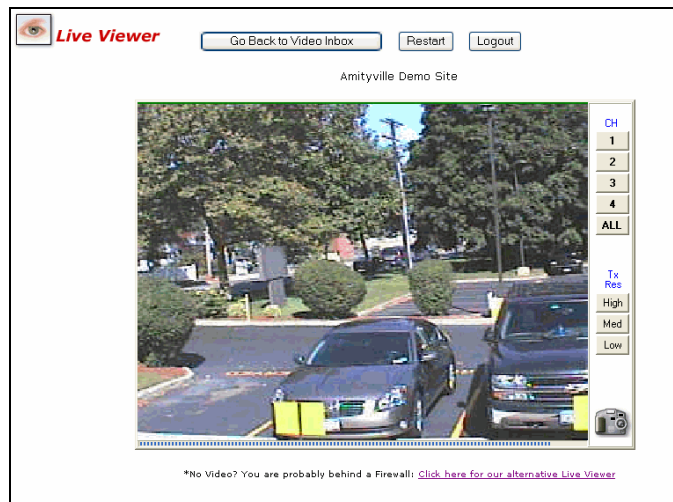 Live Viewer
Go Back to Video Inbox
Restart
Logout
Amityville Demo Site
CH
1
2
3
4
ALL
Tx
Res
High
Med
Low
*No Video? You are probably behind a Firewall: Click here for our alternative Live Viewer